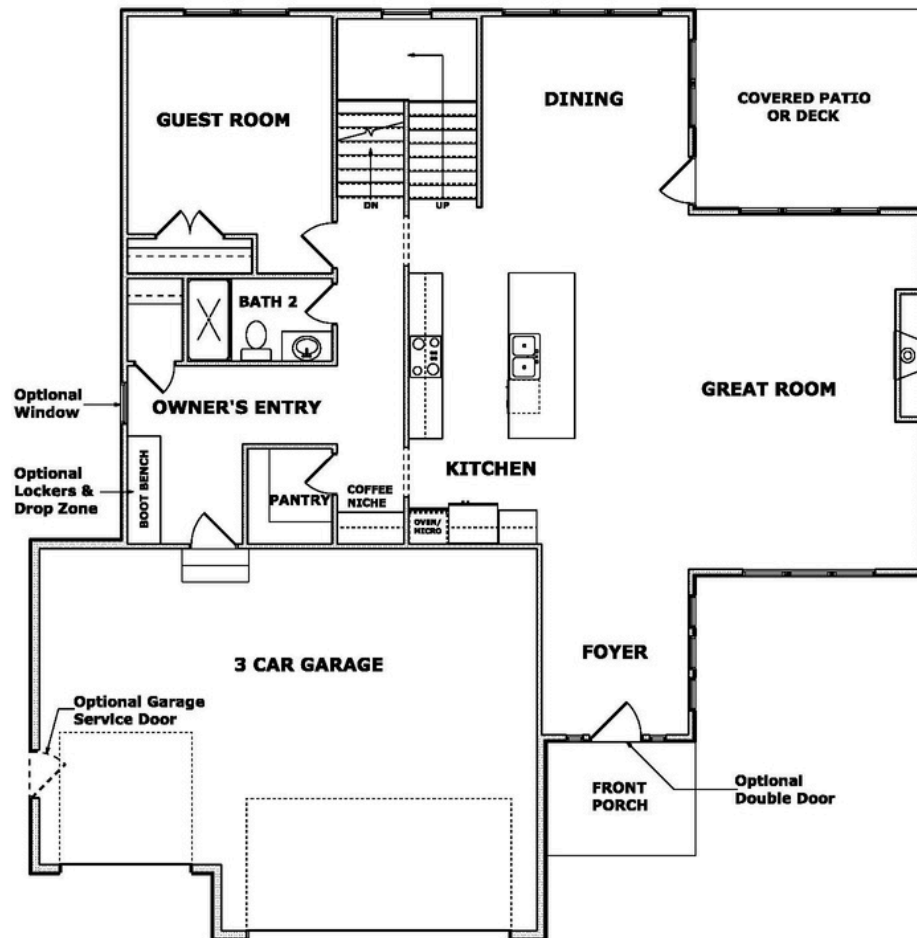 GUEST ROOM
DINING
COVERED PATIO
OR DECK
DN
UP
BATH 2
Optional
Window
OWNER'S ENTRY
GREAT ROOM
Optional
Lockers &
Drop Zone
BOOT BENCH
PANTRY
COFFEE
NICHE
KITCHEN
OVEN/
MICRO
3 CAR GARAGE
FOYER
Optional Garage
Service Door
FRONT
PORCH
Optional
Double Door